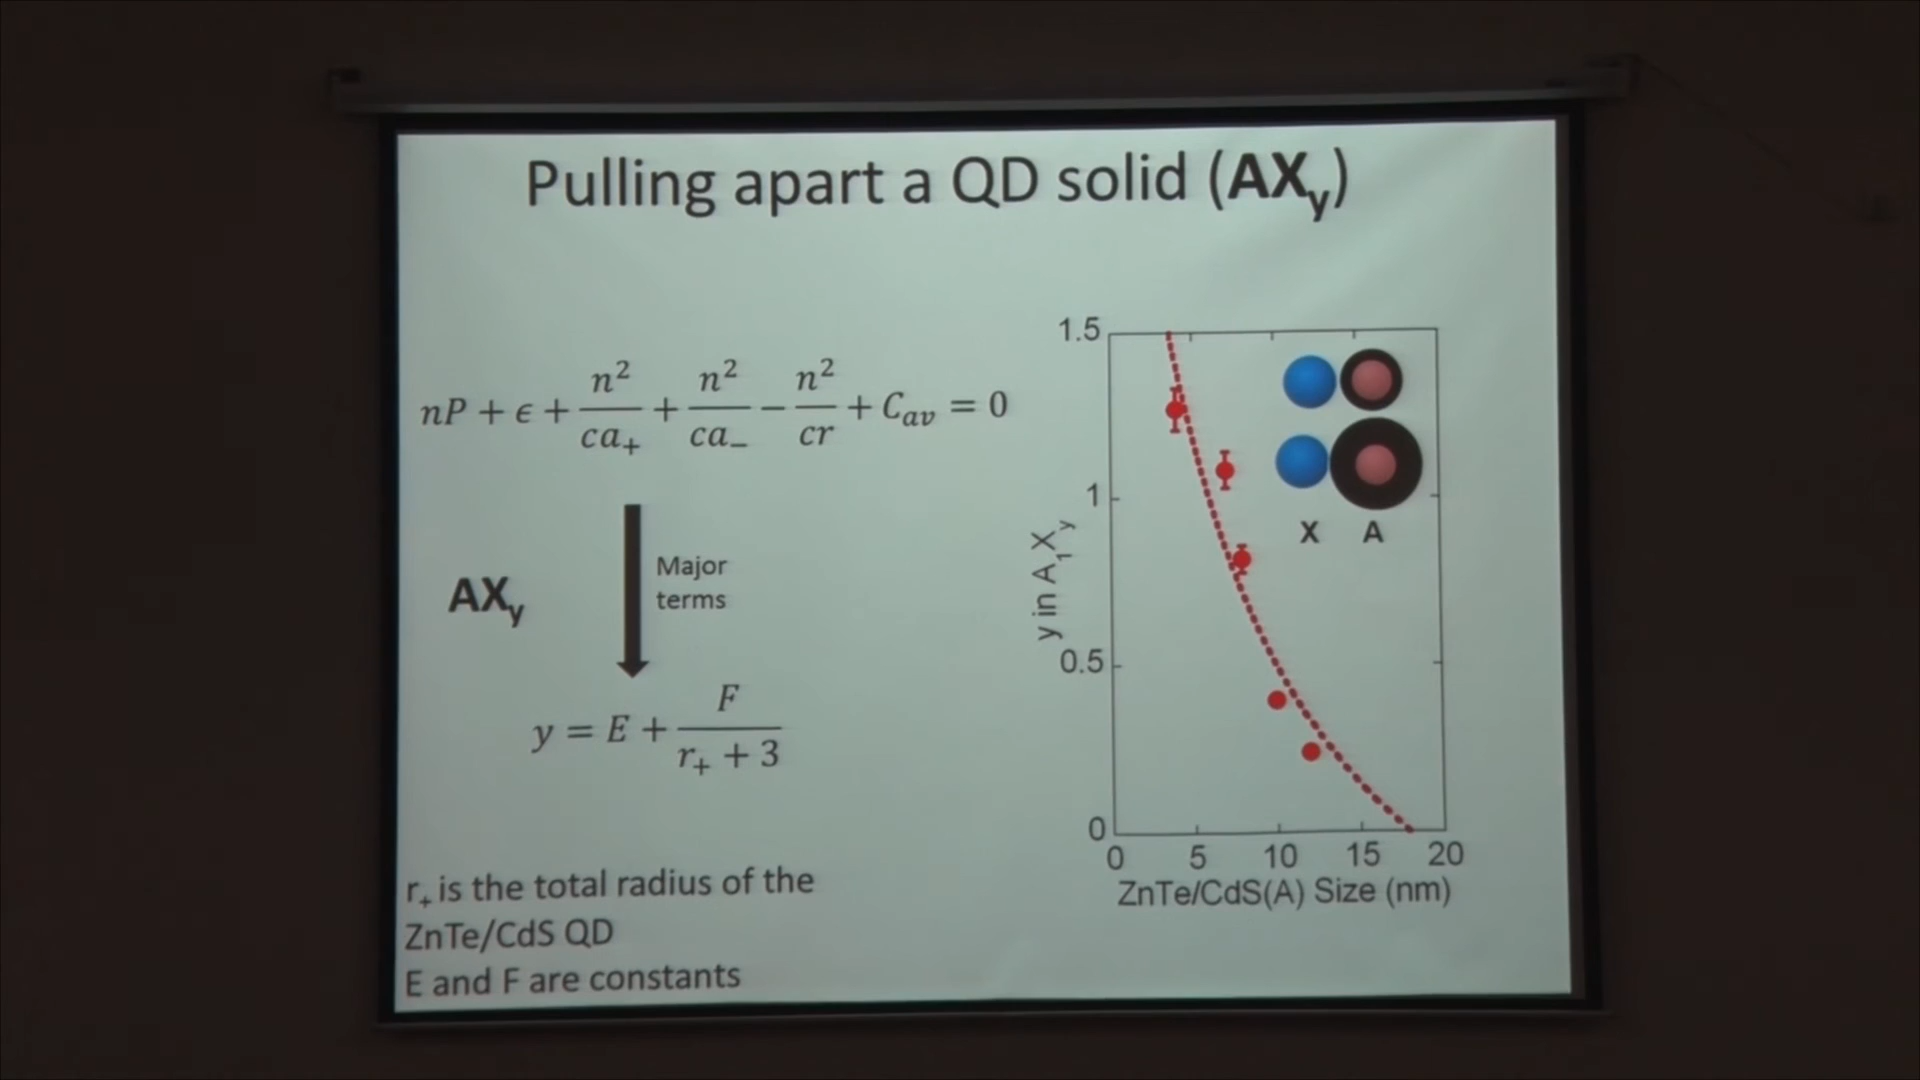 Pulling apart a QD solid (AXy)
nP + ϵ + n²/ca₊ + n²/ca₋ − n²/cr + Cav = 0
Major
terms
AXy
y = E + F/(r₊ + 3)
r₊ is the total radius of the
ZnTe/CdS QD
E and F are constants
1.5
1
0.5
0
y in A₁Xy
X A
0 5 10 15 20
ZnTe/CdS(A) Size (nm)